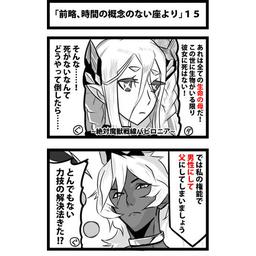 「前略、時間の概念のない座より」１５
あれは全ての生命の母だ！
この世に生物がいる限り
彼女に死はない！
そんな……！
死がないなんて
どうやって倒したら……
-絶対魔獣戦線バビロニア-
では私の権能で
男性にして
父にしてしまいましょう
とんでもない
力技の解決法きた!?